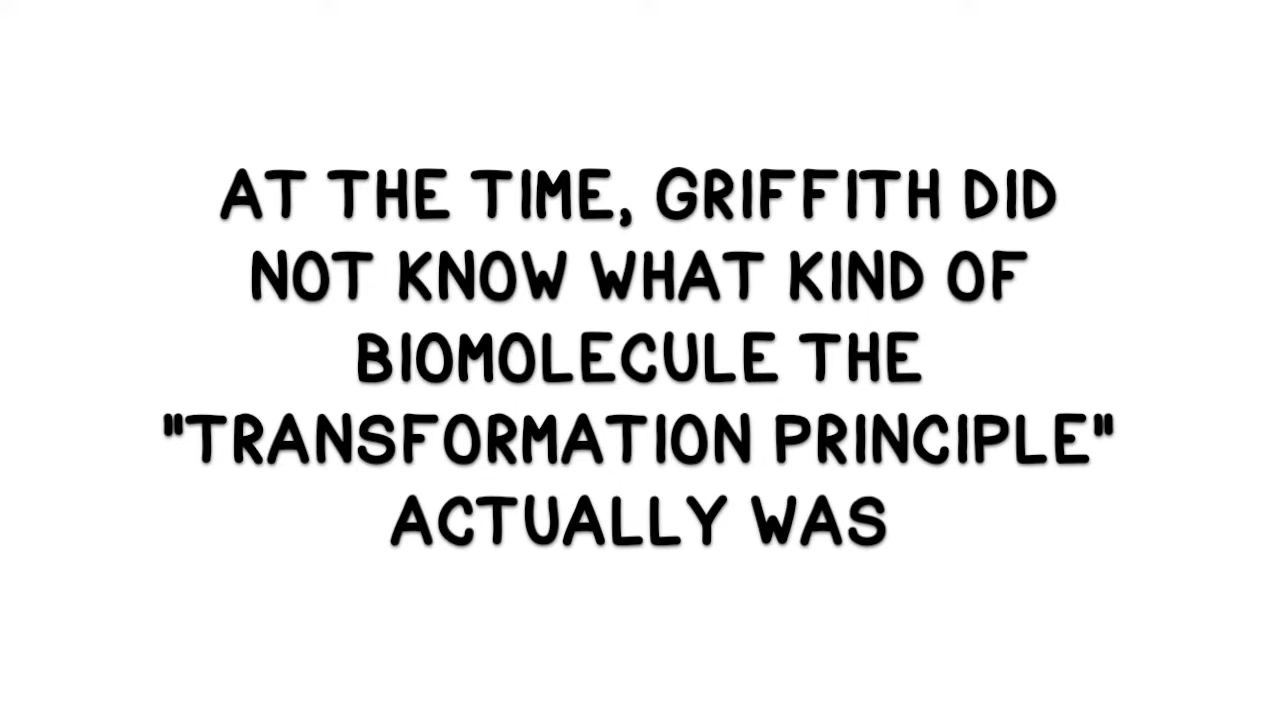 AT THE TIME, GRIFFITH DID
NOT KNOW WHAT KIND OF
BIOMOLECULE THE
"TRANSFORMATION PRINCIPLE"
ACTUALLY WAS